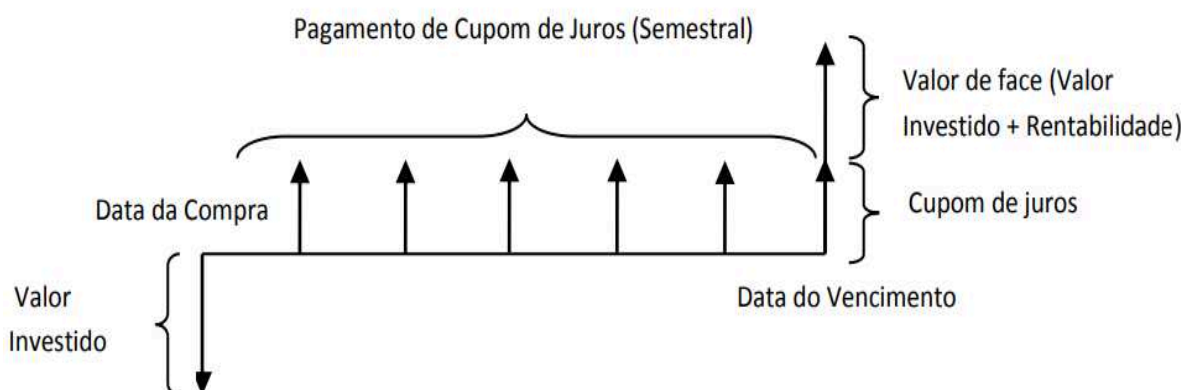 Pagamento de Cupom de Juros (Semestral)
Valor de face (Valor
Investido + Rentabilidade)
Data da Compra
Cupom de juros
Valor
Investido
Data do Vencimento